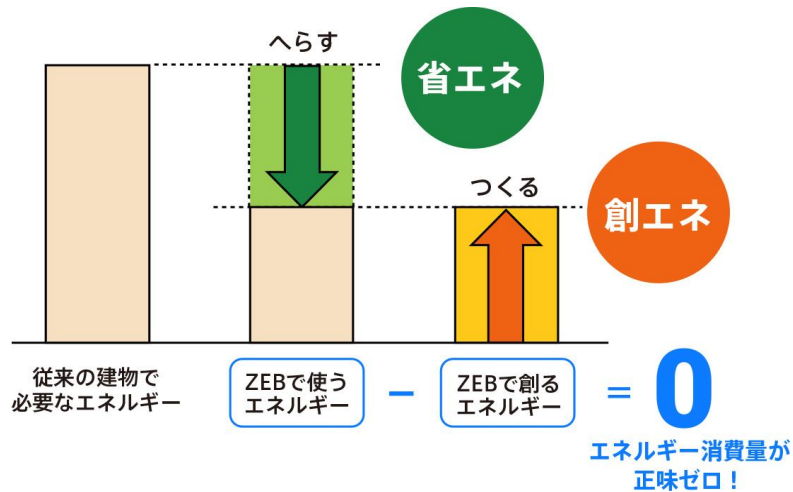 へらす
省エネ
つくる
創エネ
従来の建物で
必要なエネルギー
ZEBで使う
エネルギー
－
ZEBで創る
エネルギー
＝
0
エネルギー消費量が
正味ゼロ！